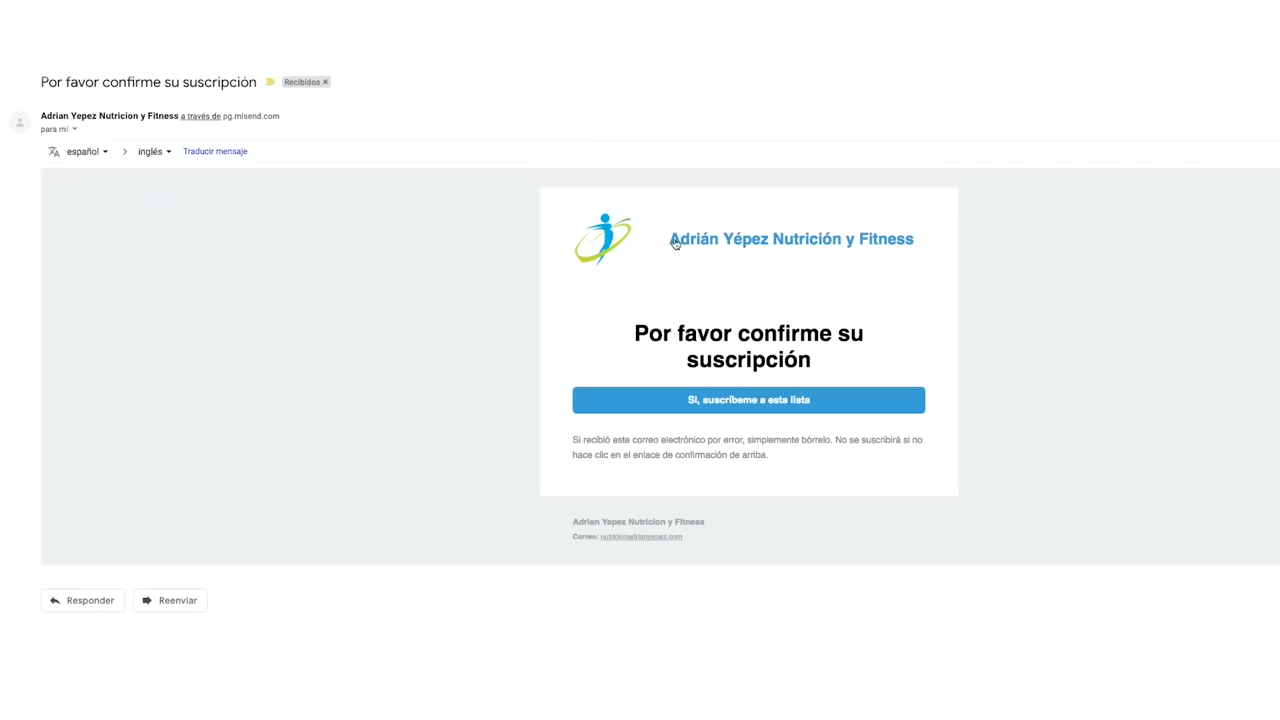 Por favor confirme su suscripción Recibidos ×
Adrian Yepez Nutricion y Fitness a través de pg.mlsend.com
para mí
español > inglés Traducir mensaje
Adrián Yépez Nutrición y Fitness
Por favor confirme su
suscripción
Si, suscríbeme a esta lista
Si recibió este correo electrónico por error, simplemente bórrelo. No se suscribirá si no
hace clic en el enlace de confirmación de arriba.
Adrian Yepez Nutricion y Fitness
Correo: nutricionadrianyepez.com
Responder Reenviar